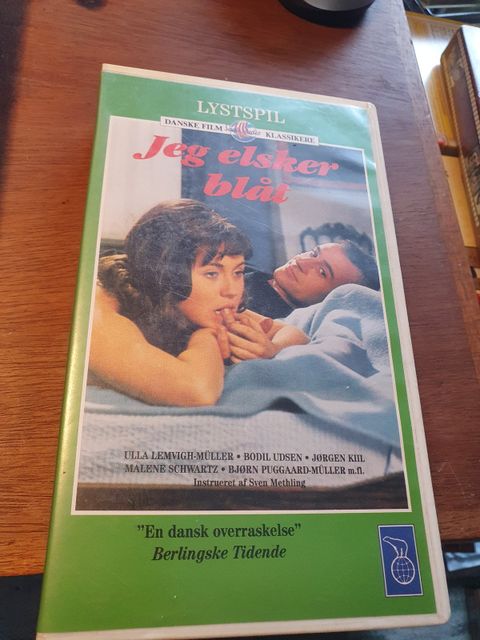 LYSTSPIL
DANSKE FILM KLASSIKERE
Jeg elsker
blåt
ULLA LEMVIGH-MÜLLER • BODIL UDSEN • JØRGEN KIIL
MALENE SCHWARTZ • BJØRN PUGGAARD-MÜLLER m.fl.
Instrueret af Sven Methling
"En dansk overraskelse"
Berlingske Tidende